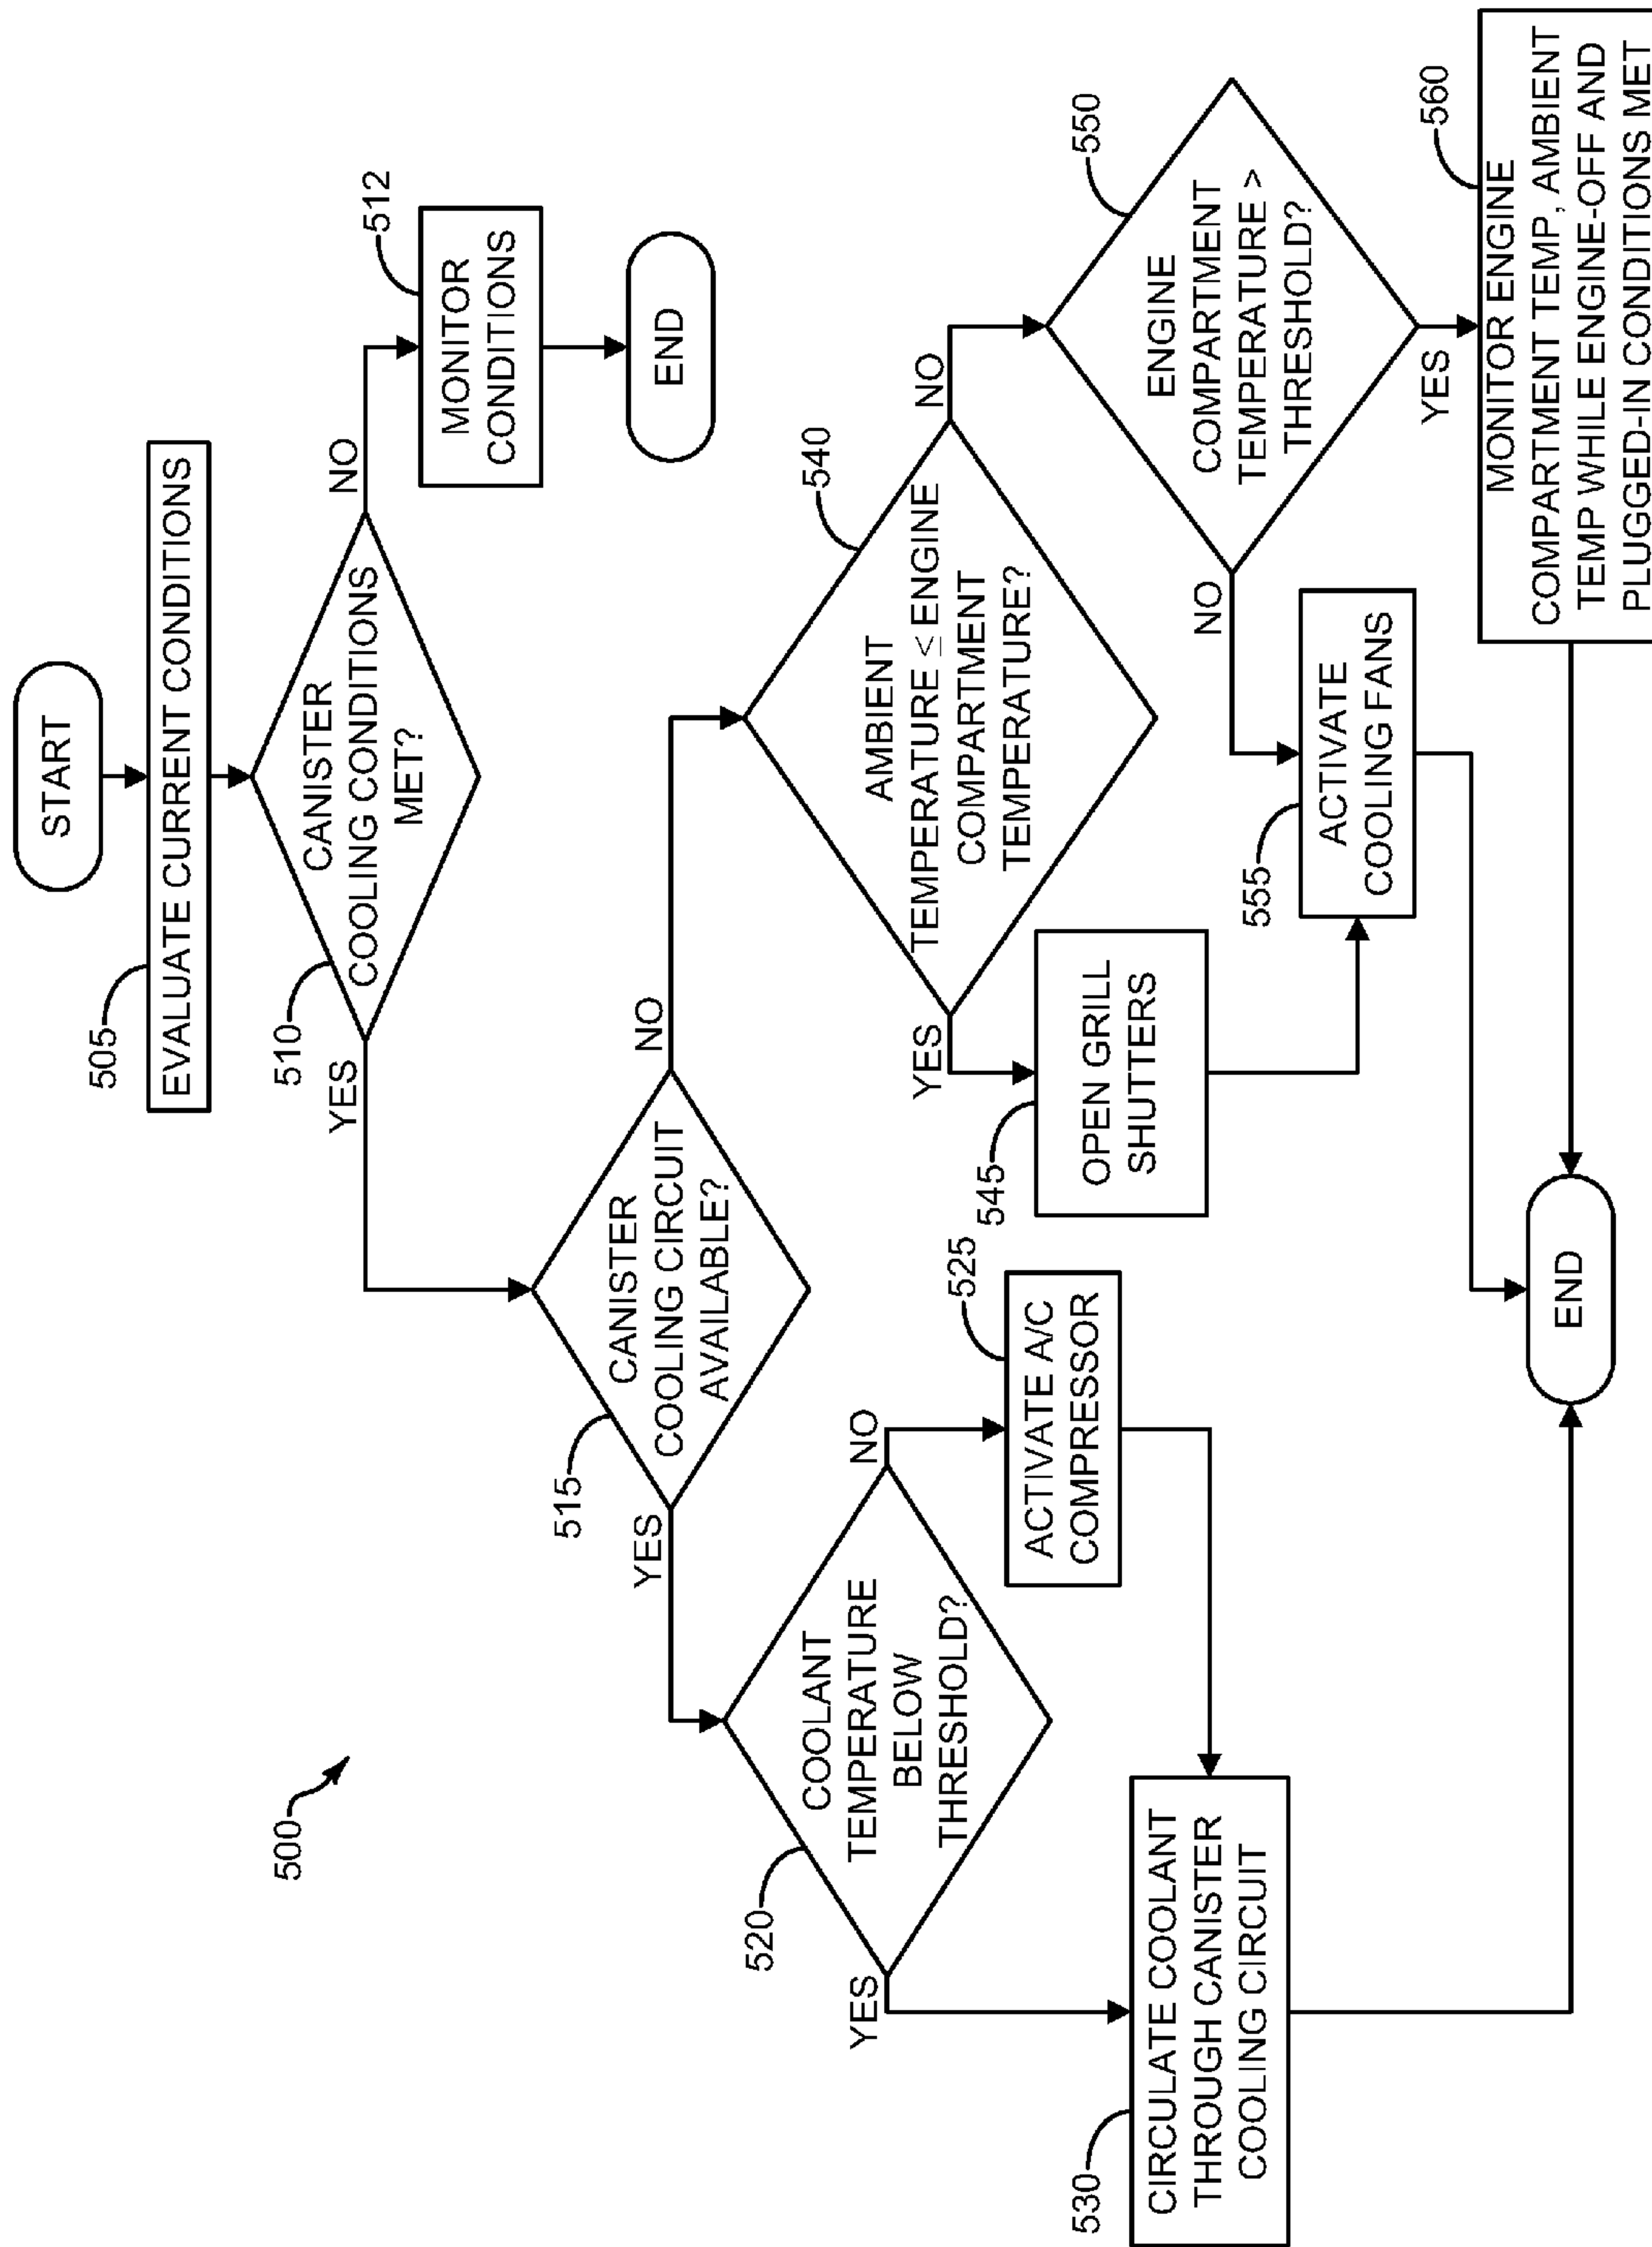 500
START
505
EVALUATE CURRENT CONDITIONS
510
CANISTER
COOLING CONDITIONS
MET?
YES
NO
512
MONITOR
CONDITIONS
END
515
CANISTER
COOLING CIRCUIT
AVAILABLE?
YES
NO
520
COOLANT
TEMPERATURE
BELOW
THRESHOLD?
YES
NO
525
ACTIVATE A/C
COMPRESSOR
530
CIRCULATE COOLANT
THROUGH CANISTER
COOLING CIRCUIT
540
AMBIENT
TEMPERATURE ≤ ENGINE
COMPARTMENT
TEMPERATURE?
YES
NO
545
OPEN GRILL
SHUTTERS
550
ENGINE
COMPARTMENT
TEMPERATURE >
THRESHOLD?
NO
YES
555
ACTIVATE
COOLING FANS
560
MONITOR ENGINE
COMPARTMENT TEMP, AMBIENT
TEMP WHILE ENGINE-OFF AND
PLUGGED-IN CONDITIONS MET
END